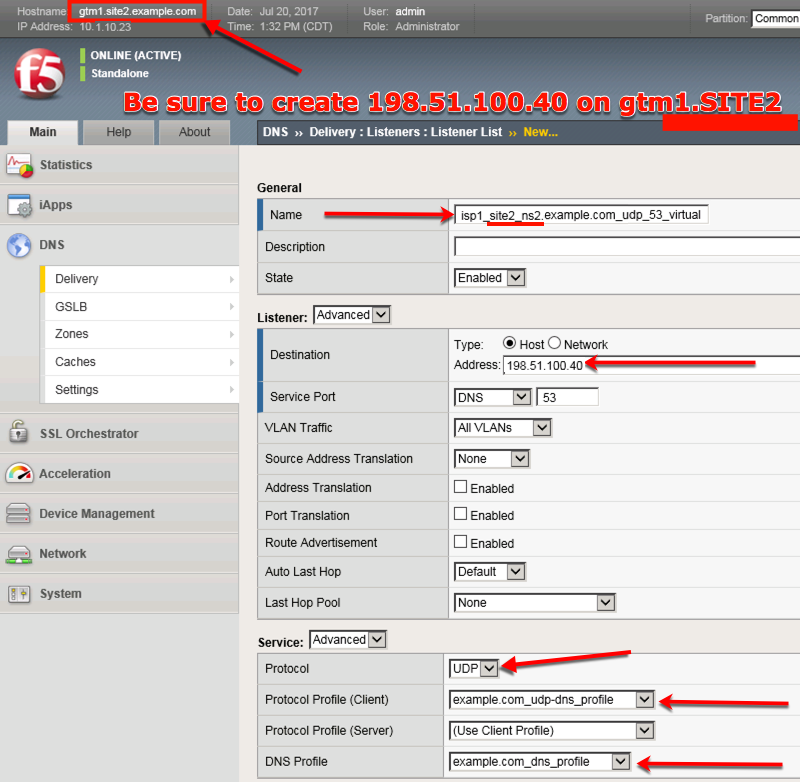 Hostname: gtm1.site2.example.com Date: Jul 20, 2017 User: admin
IP Address: 10.1.10.23 Time: 1:32 PM (CDT) Role: Administrator
Partition: Common
f5
ONLINE (ACTIVE)
Standalone
Be sure to create 198.51.100.40 on gtm1.SITE2
Main Help About
DNS ›› Delivery : Listeners : Listener List ›› New...
Statistics
iApps
DNS
Delivery
GSLB
Zones
Caches
Settings
SSL Orchestrator
Acceleration
Device Management
Network
System
General
Name isp1_site2_ns2.example.com_udp_53_virtual
Description
State Enabled
Listener: Advanced
Destination
Type: Host Network
Address: 198.51.100.40
Service Port DNS 53
VLAN Traffic All VLANs
Source Address Translation None
Address Translation Enabled
Port Translation Enabled
Route Advertisement Enabled
Auto Last Hop Default
Last Hop Pool None
Service: Advanced
Protocol UDP
Protocol Profile (Client) example.com_udp-dns_profile
Protocol Profile (Server) (Use Client Profile)
DNS Profile example.com_dns_profile